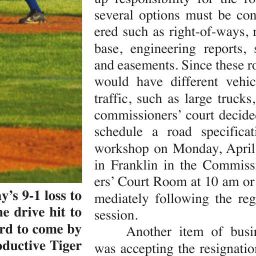 y's 9-1 loss to
e drive hit to
rd to come by
oductive Tiger
up responsibility for the ro
several options must be con
ered such as right-of-ways, r
base, engineering reports, s
and easements. Since these ro
would have different vehic
traffic, such as large trucks,
commissioners' court decided
schedule a road specificati
workshop on Monday, April
in Franklin in the Commiss
ers' Court Room at 10 am or
mediately following the reg
session.
Another item of busi
was accepting the resignation